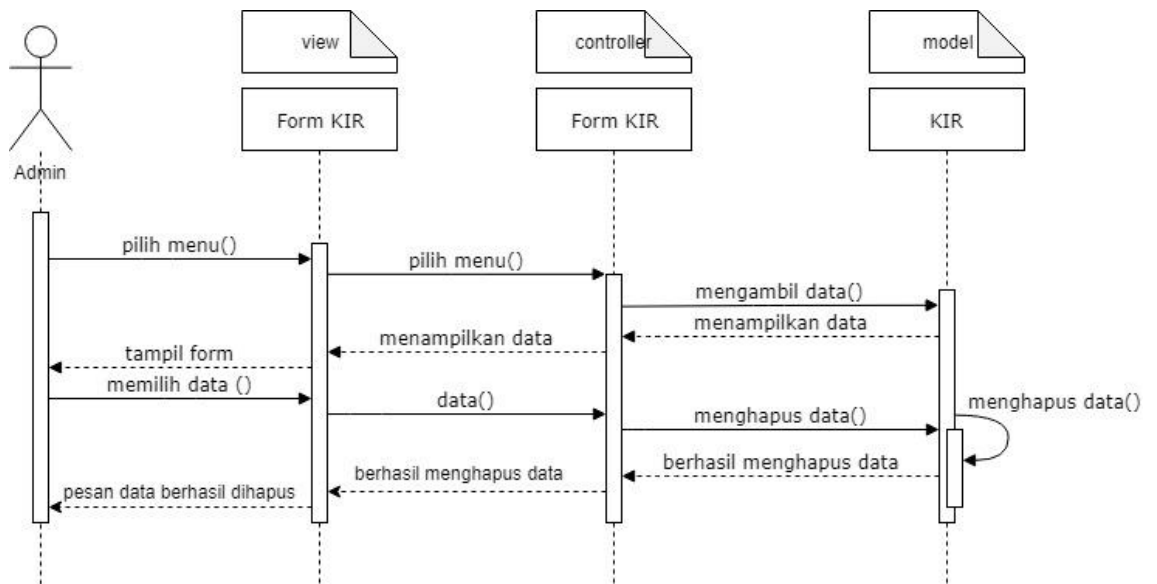 view
controller
model
Form KIR
Form KIR
KIR
Admin
pilih menu()
pilih menu()
mengambil data()
menampilkan data
menampilkan data
tampil form
memilih data ()
data()
menghapus data()
menghapus data()
berhasil menghapus data
berhasil menghapus data
pesan data berhasil dihapus